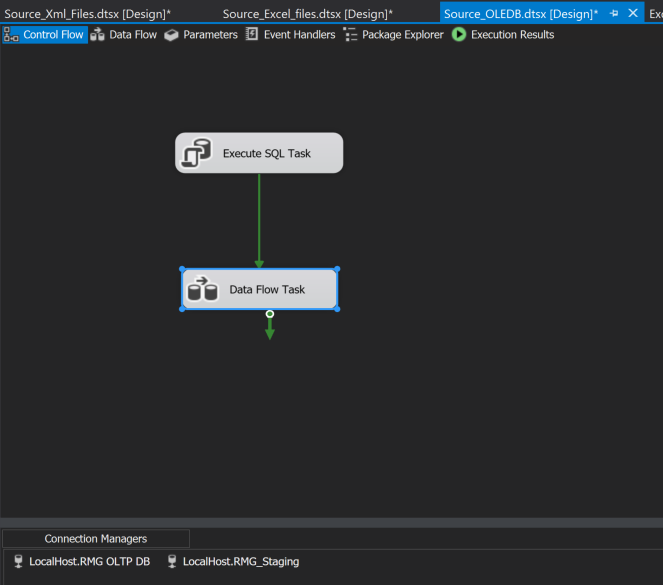 Source_Xml_Files.dtsx [Design]* Source_Excel_files.dtsx [Design]* Source_OLEDB.dtsx [Design]*
Control Flow Data Flow Parameters Event Handlers Package Explorer Execution Results
Execute SQL Task
Data Flow Task
Connection Managers
LocalHost.RMG OLTP DB LocalHost.RMG_Staging